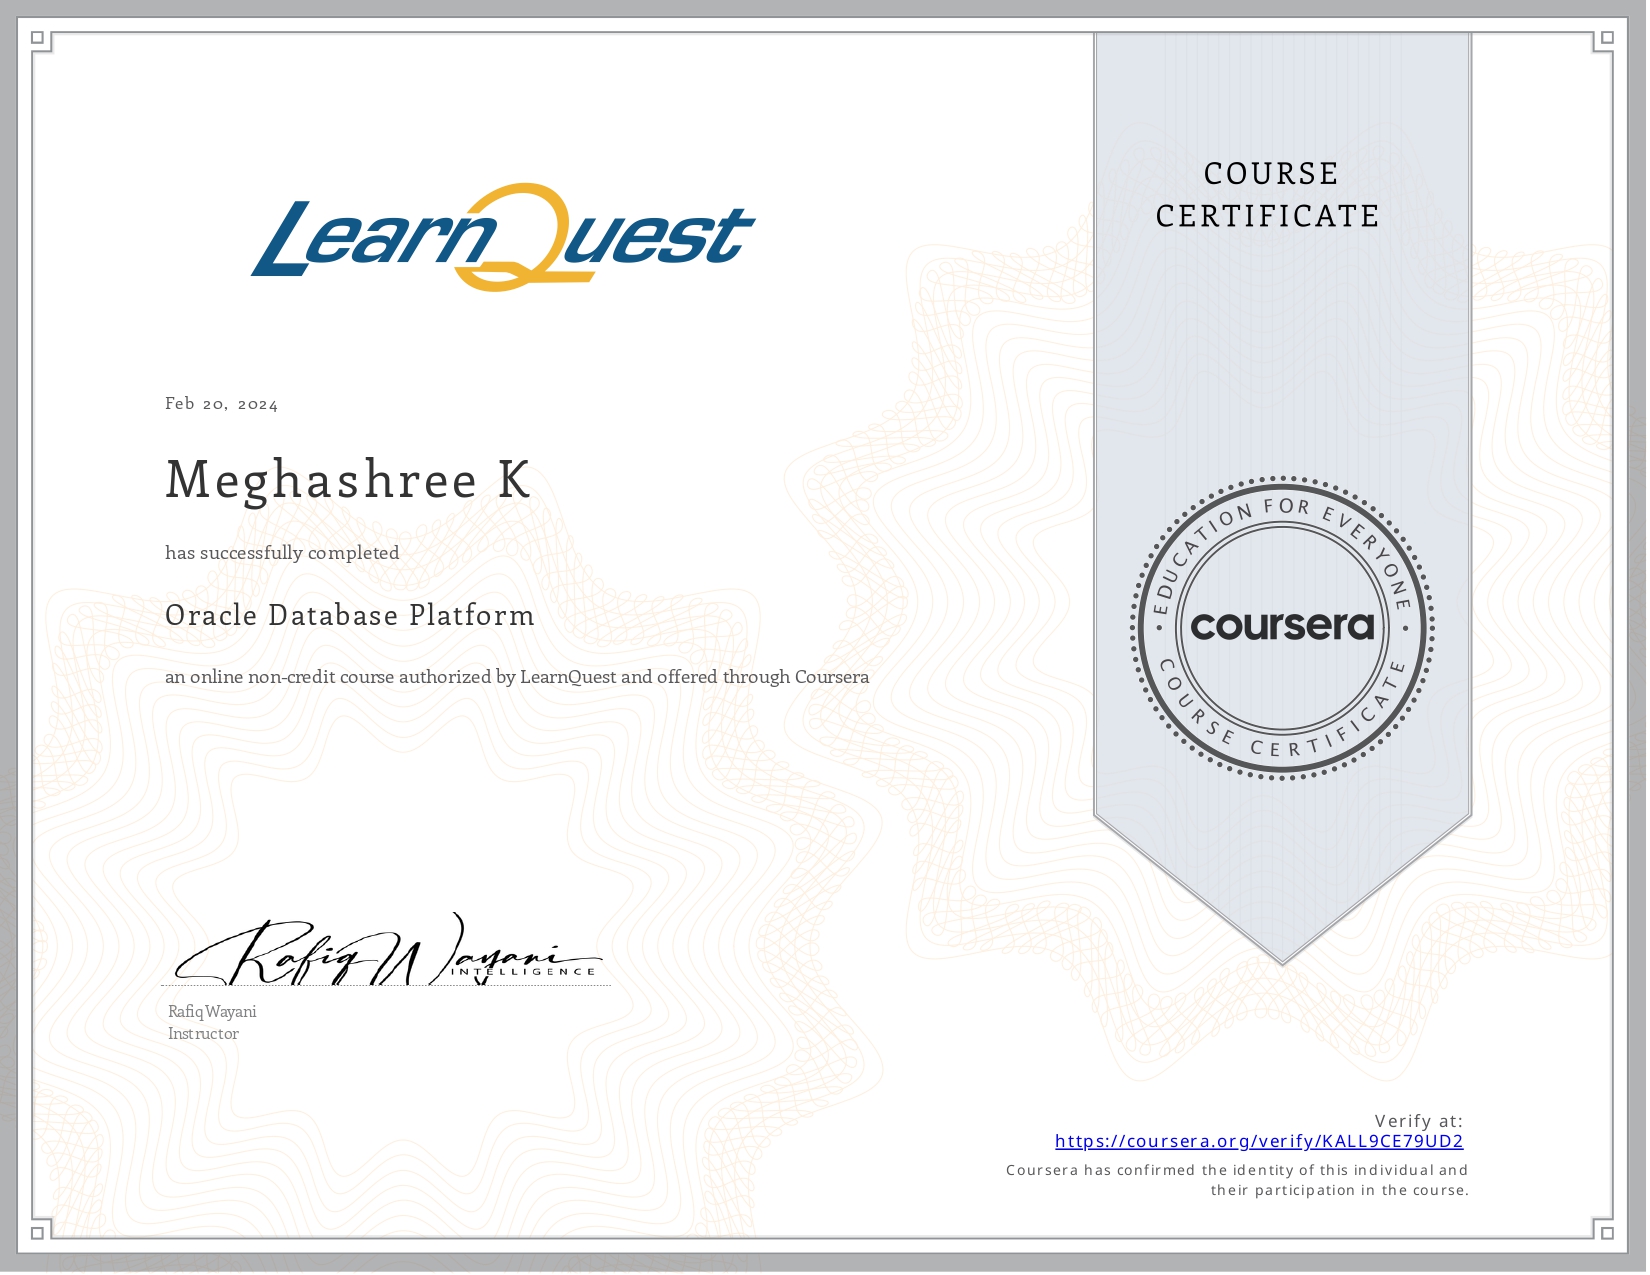 LearnQuest
COURSE
CERTIFICATE
Feb 20, 2024
Meghashree K
has successfully completed
Oracle Database Platform
an online non-credit course authorized by LearnQuest and offered through Coursera
EDUCATION FOR EVERYONE
coursera
COURSE CERTIFICATE
Rafiq Wayani
INTELLIGENCE
Rafiq Wayani
Instructor
Verify at:
https://coursera.org/verify/KALL9CE79UD2
Coursera has confirmed the identity of this individual and
their participation in the course.